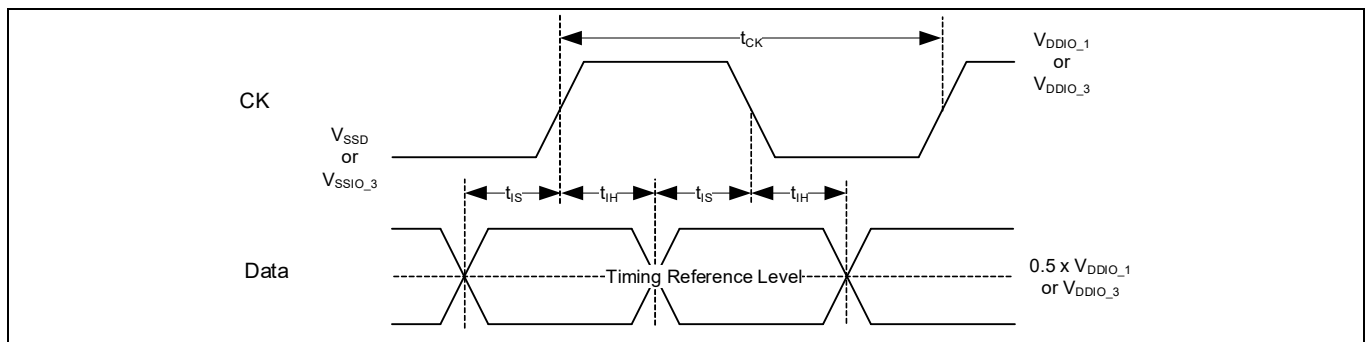 tCK
VDDIO_1
or
VDDIO_3
CK
VSSD
or
VSSIO_3
tIS tIH tIS tIH
Data
Timing Reference Level
0.5 x VDDIO_1
or VDDIO_3